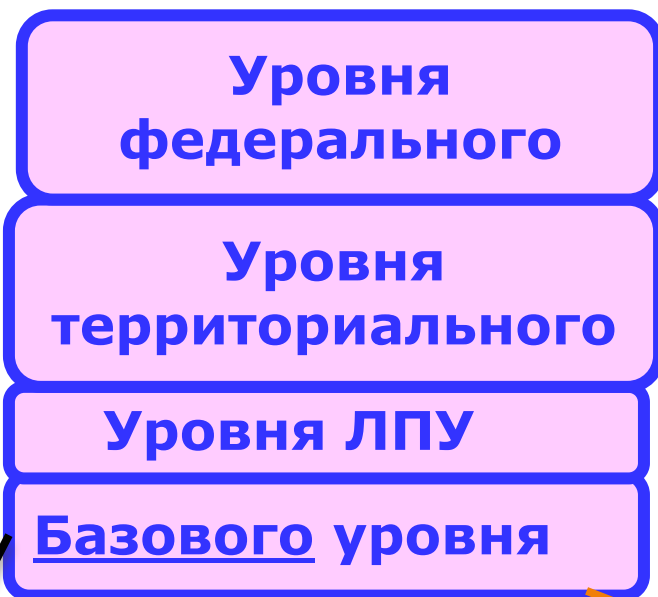 Уровня
федерального
Уровня
территориального
Уровня ЛПУ
Базового уровня